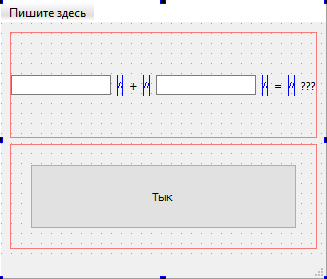 Пишите здесь
+ = ???
Тык